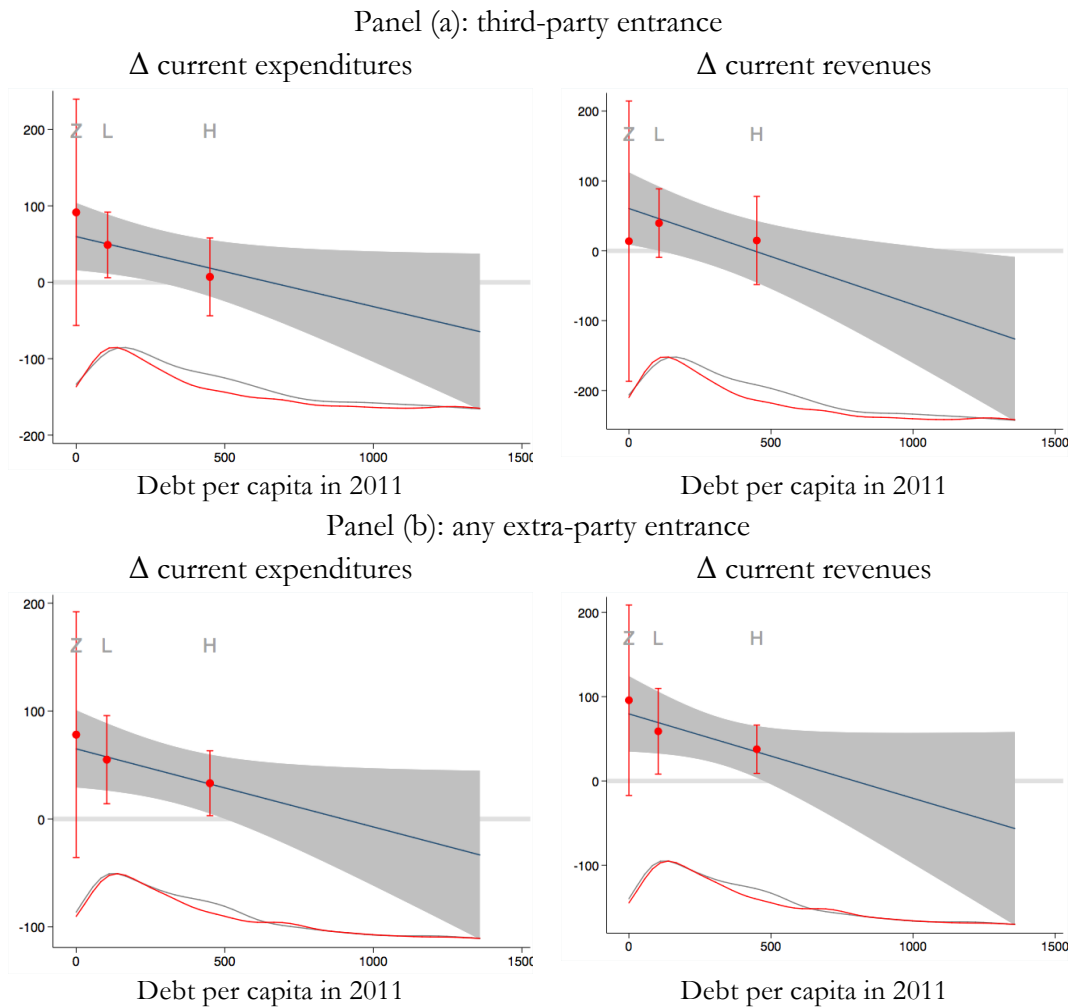 Panel (a): third-party entrance
Δ current expenditures
Δ current revenues
200
100
0
-100
-200
Z L H
0 500 1000 1500
Debt per capita in 2011
200
100
0
-100
-200
Z L H
0 500 1000 1500
Debt per capita in 2011
Panel (b): any extra-party entrance
Δ current expenditures
Δ current revenues
200
100
0
-100
Z L H
0 500 1000 1500
Debt per capita in 2011
200
100
0
-100
Z L H
0 500 1000 1500
Debt per capita in 2011